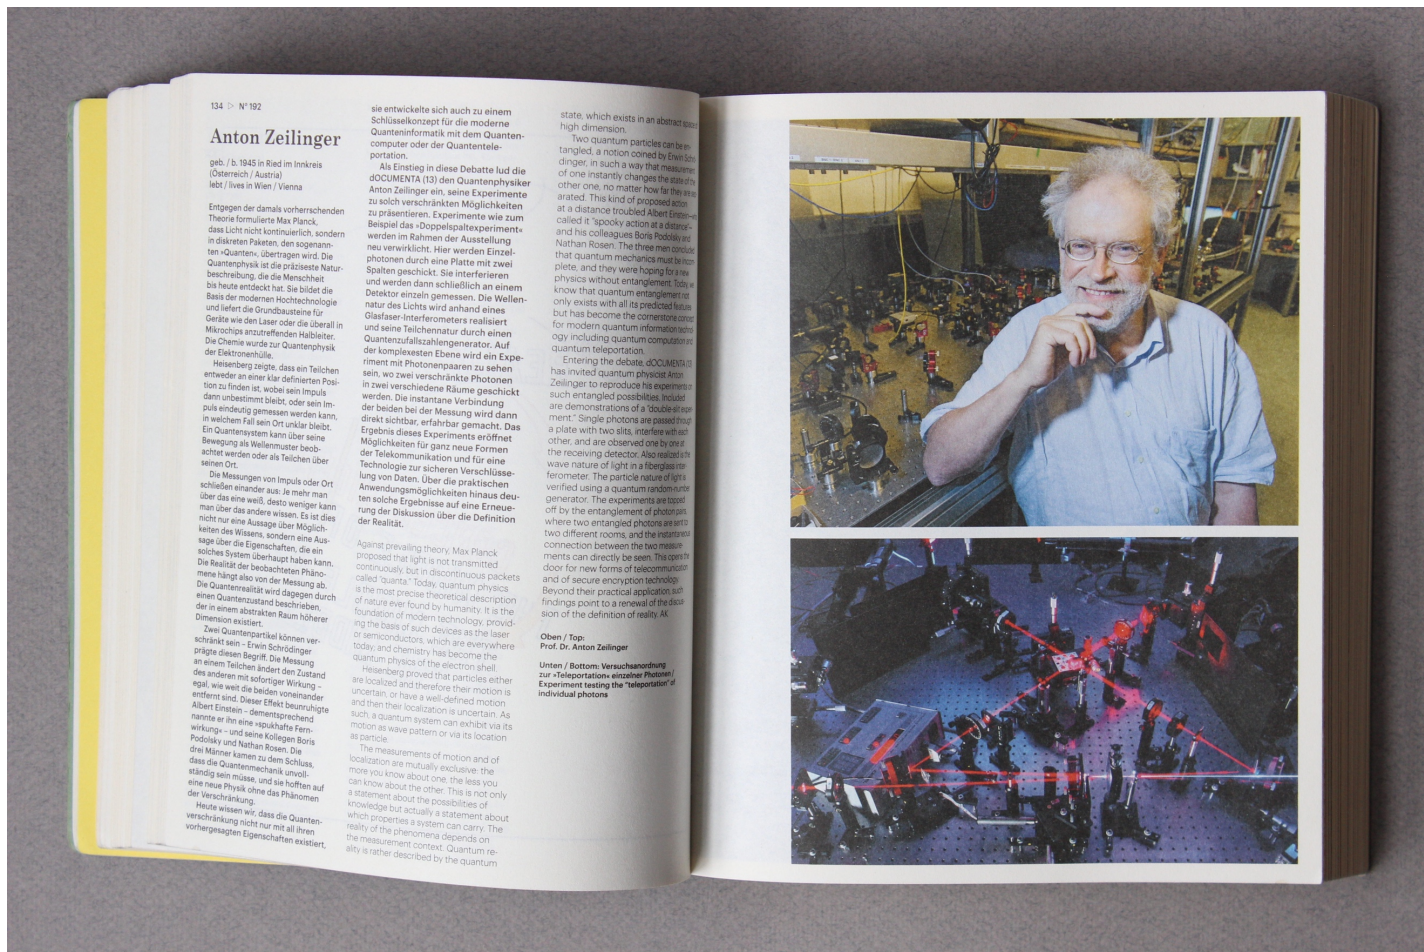 134 ▷ N° 192
Anton Zeilinger
geb. / b. 1945 in Ried im Innkreis
(Österreich / Austria)
lebt / lives in Wien / Vienna
Entgegen der damals vorherrschenden
Theorie formulierte Max Planck,
dass Licht nicht kontinuierlich, sondern
in diskreten Paketen, den sogenann-
ten »Quanten«, übertragen wird. Die
Quantenphysik ist die präziseste Natur-
beschreibung, die die Menschheit
bis heute entdeckt hat. Sie bildet die
Basis der modernen Hochtechnologie
und liefert die Grundbausteine für
Geräte wie den Laser oder die überall in
Mikrochips anzutreffenden Halbleiter.
Die Chemie wurde zur Quantenphysik
der Elektronenhülle.
Heisenberg zeigte, dass ein Teilchen
entweder an einer klar definierten Posi-
tion zu finden ist, wobei sein Impuls
dann unbestimmt bleibt, oder sein Im-
puls eindeutig gemessen werden kann,
in welchem Fall sein Ort unklar bleibt.
Ein Quantensystem kann über seine
Bewegung als Wellenmuster beob-
achtet werden oder als Teilchen über
seinen Ort.
Die Messungen von Impuls oder Ort
schließen einander aus: Je mehr man
über das eine weiß, desto weniger kann
man über das andere wissen. Es ist dies
nicht nur eine Aussage über Möglich-
keiten des Wissens, sondern eine Aus-
sage über die Eigenschaften, die ein
solches System überhaupt haben kann.
Die Realität der beobachteten Phäno-
mene hängt also von der Messung ab.
Die Quantenrealität wird dagegen durch
einen Quantenzustand beschrieben,
der in einem abstrakten Raum höherer
Dimension existiert.
Zwei Quantenpartikel können ver-
schränkt sein – Erwin Schrödinger
prägte diesen Begriff. Die Messung
an einem Teilchen ändert den Zustand
des anderen mit sofortiger Wirkung –
egal, wie weit die beiden voneinander
entfernt sind. Dieser Effekt beunruhigte
Albert Einstein – dementsprechend
nannte er ihn eine »spukhafte Fern-
wirkung« – und seine Kollegen Boris
Podolsky und Nathan Rosen. Die
drei Männer kamen zu dem Schluss,
dass die Quantenmechanik unvoll-
ständig sein müsse, und sie hofften auf
eine neue Physik ohne das Phänomen
der Verschränkung.
Heute wissen wir, dass die Quanten-
verschränkung nicht nur mit all ihren
vorhergesagten Eigenschaften existiert,
sie entwickelte sich auch zu einem
Schlüsselkonzept für die moderne
Quanteninformatik mit dem Quanten-
computer oder der Quantentele-
portation.
Als Einstieg in diese Debatte lud die
dOCUMENTA (13) den Quantenphysiker
Anton Zeilinger ein, seine Experimente
zu solch verschränkten Möglichkeiten
zu präsentieren. Experimente wie zum
Beispiel das »Doppelspaltexperiment«
werden im Rahmen der Ausstellung
neu verwirklicht. Hier werden Einzel-
photonen durch eine Platte mit zwei
Spalten geschickt. Sie interferieren
und werden dann schließlich an einem
Detektor einzeln gemessen. Die Wellen-
natur des Lichts wird anhand eines
Glasfaser-Interferometers realisiert
und seine Teilchennatur durch einen
Quantenzufallszahlengenerator. Auf
der komplexesten Ebene wird ein Expe-
riment mit Photonenpaaren zu sehen
sein, wo zwei verschränkte Photonen
in zwei verschiedene Räume geschickt
werden. Die instantane Verbindung
der beiden bei der Messung wird dann
direkt sichtbar, erfahrbar gemacht. Das
Ergebnis dieses Experiments eröffnet
Möglichkeiten für ganz neue Formen
der Telekommunikation und für eine
Technologie zur sicheren Verschlüsse-
lung von Daten. Über die praktischen
Anwendungsmöglichkeiten hinaus deu-
ten solche Ergebnisse auf eine Erneue-
rung der Diskussion über die Definition
der Realität.
Against prevailing theory, Max Planck
proposed that light is not transmitted
continuously, but in discontinuous packets
called "quanta." Today, quantum physics
is the most precise theoretical description
of nature ever found by humanity. It is the
foundation of modern technology, provid-
ing the basis of such devices as the laser
or semiconductors, which are everywhere
today; and chemistry has become the
quantum physics of the electron shell.
Heisenberg proved that particles either
are localized and therefore their motion is
uncertain, or have a well-defined motion
and then their localization is uncertain. As
such, a quantum system can exhibit via its
motion as wave pattern or via its location
as particle.
The measurements of motion and of
localization are mutually exclusive: the
more you know about one, the less you
can know about the other. This is not only
a statement about the possibilities of
knowledge but actually a statement about
which properties a system can carry. The
reality of the phenomena depends on
the measurement context. Quantum re-
ality is rather described by the quantum
state, which exists in an abstract space of
high dimension.
Two quantum particles can be en-
tangled, a notion coined by Erwin Schrö-
dinger, in such a way that measurement
of one instantly changes the state of the
other one, no matter how far they are sep-
arated. This kind of proposed action
at a distance troubled Albert Einstein—who
called it "spooky action at a distance"—
and his colleagues Boris Podolsky and
Nathan Rosen. The three men concluded
that quantum mechanics must be incom-
plete, and they were hoping for a new
physics without entanglement. Today, we
know that quantum entanglement not
only exists with all its predicted features
but has become the cornerstone concept
for modern quantum information technol-
ogy including quantum computation and
quantum teleportation.
Entering the debate, dOCUMENTA (13)
has invited quantum physicist Anton
Zeilinger to reproduce his experiments on
such entangled possibilities. Included
are demonstrations of a "double-slit experi-
ment." Single photons are passed through
a plate with two slits, interfere with each
other, and are observed one by one at
the receiving detector. Also realized is the
wave nature of light in a fiberglass inter-
ferometer. The particle nature of light is
verified using a quantum random-number
generator. The experiments are topped
off by the entanglement of photon pairs,
where two entangled photons are sent to
two different rooms, and the instantaneous
connection between the two measure-
ments can directly be seen. This opens the
door for new forms of telecommunication
and of secure encryption technology.
Beyond their practical application, such
findings point to a renewal of the discus-
sion of the definition of reality. AK
Oben / Top:
Prof. Dr. Anton Zeilinger
Unten / Bottom: Versuchsanordnung
zur »Teleportation« einzelner Photonen /
Experiment testing the "teleportation" of
individual photons